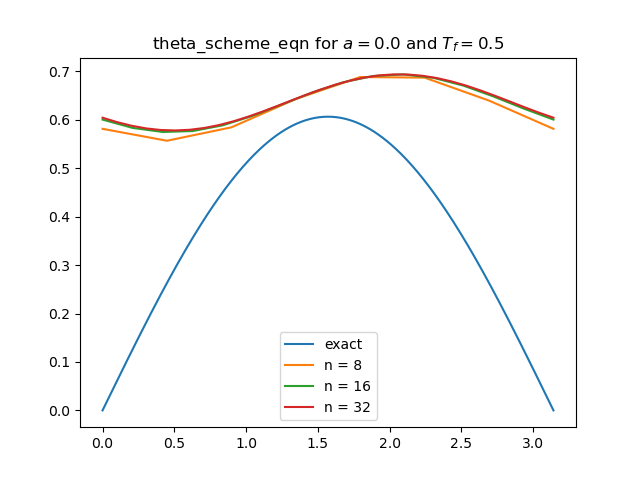 theta_scheme_eqn for a = 0.0 and T_f = 0.5
0.7
0.6
0.5
0.4
0.3
0.2
0.1
0.0
exact
n = 8
n = 16
n = 32
0.0 0.5 1.0 1.5 2.0 2.5 3.0